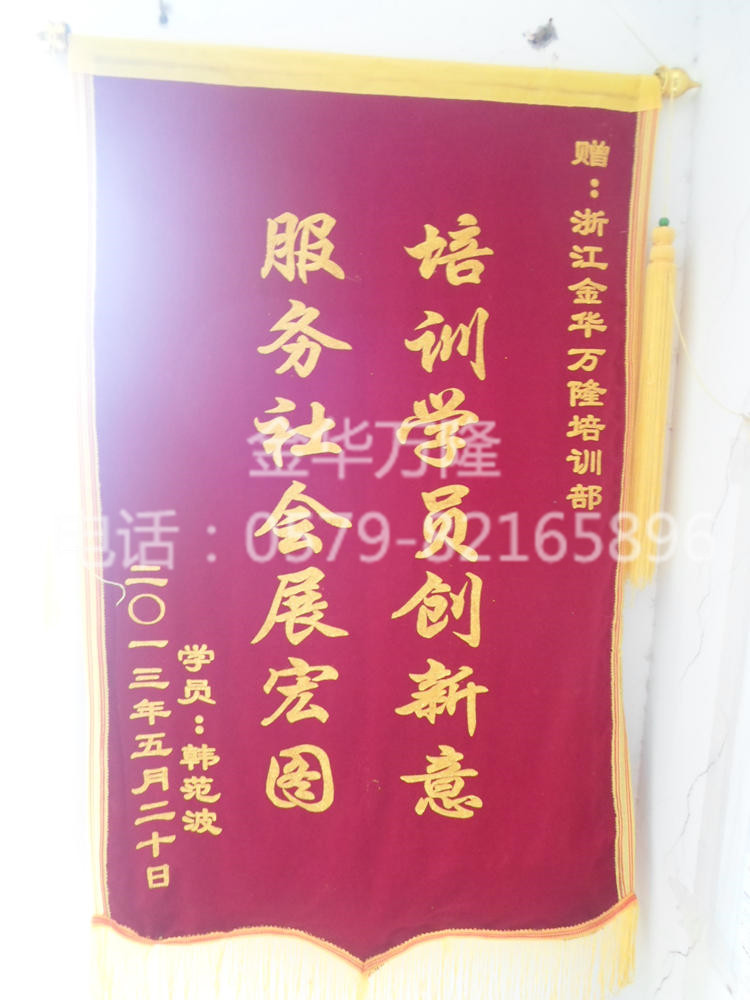 赠：浙江金华万隆培训部
培训学员创新意
服务社会展宏图
学员：韩范波
二〇一三年五月二十日
金华万隆
电话：0579-82165896